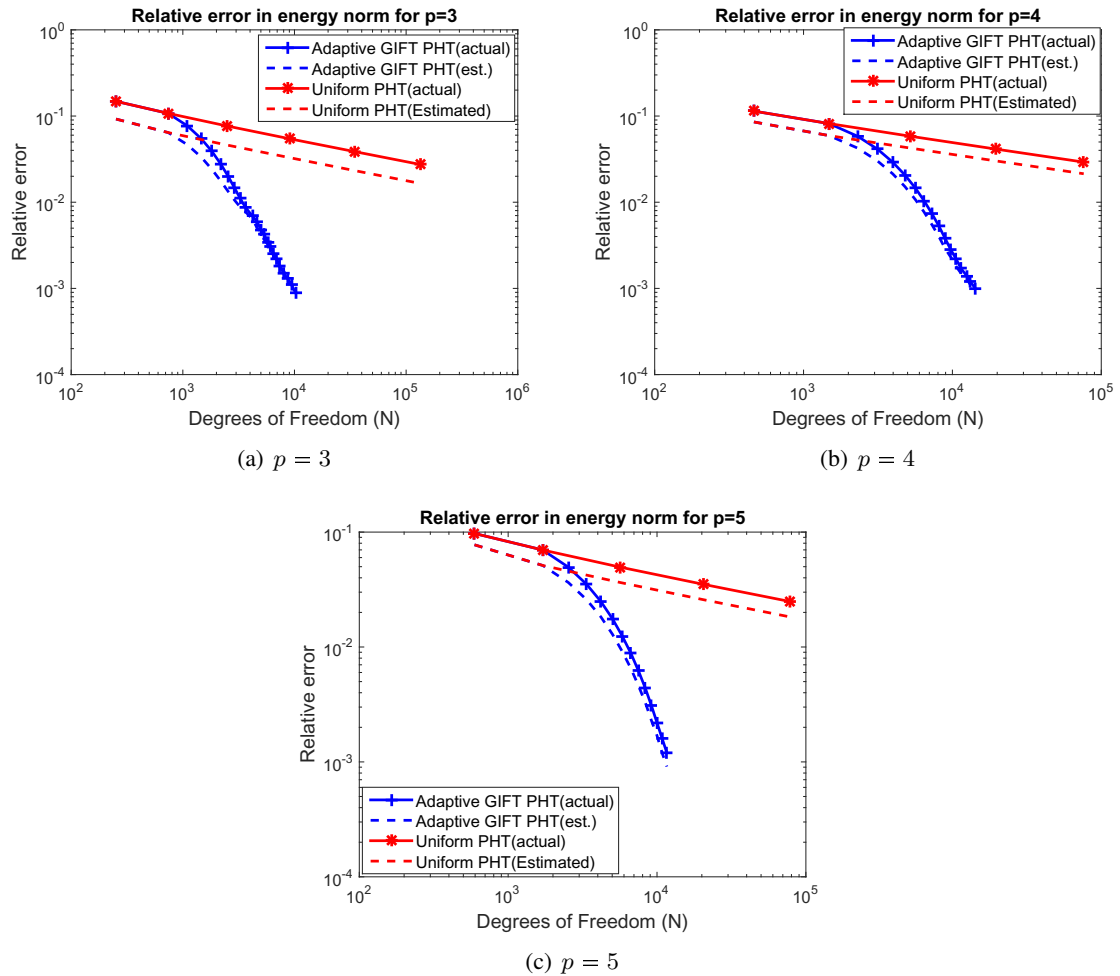 Relative error in energy norm for p=3
10^0
10^-1
10^-2
10^-3
10^-4
Relative error
Adaptive GIFT PHT(actual)
Adaptive GIFT PHT(est.)
Uniform PHT(actual)
Uniform PHT(Estimated)
10^2 10^3 10^4 10^5 10^6
Degrees of Freedom (N)
(a) p = 3
Relative error in energy norm for p=4
10^0
10^-1
10^-2
10^-3
10^-4
Relative error
Adaptive GIFT PHT(actual)
Adaptive GIFT PHT(est.)
Uniform PHT(actual)
Uniform PHT(Estimated)
10^2 10^3 10^4 10^5
Degrees of Freedom (N)
(b) p = 4
Relative error in energy norm for p=5
10^-1
10^-2
10^-3
10^-4
Relative error
Adaptive GIFT PHT(actual)
Adaptive GIFT PHT(est.)
Uniform PHT(actual)
Uniform PHT(Estimated)
10^2 10^3 10^4 10^5
Degrees of Freedom (N)
(c) p = 5